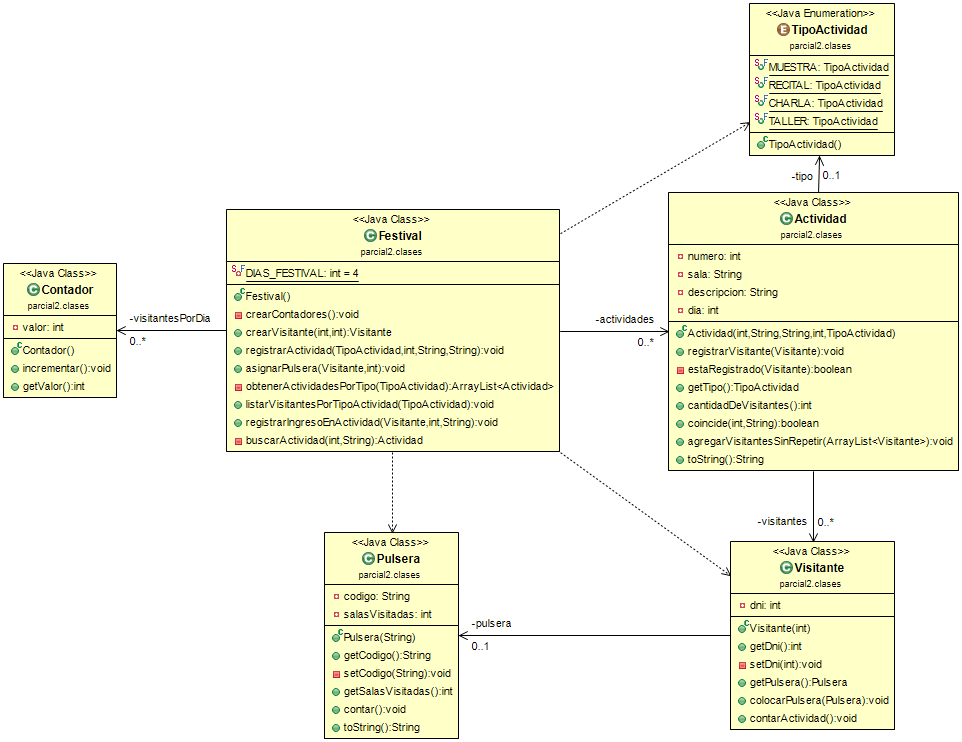 <<Java Enumeration>>
TipoActividad
parcial2.clases
MUESTRA: TipoActividad
RECITAL: TipoActividad
CHARLA: TipoActividad
TALLER: TipoActividad
TipoActividad()
-tipo
0..1
<<Java Class>>
Actividad
parcial2.clases
numero: int
sala: String
descripcion: String
dia: int
Actividad(int,String,String,int,TipoActividad)
registrarVisitante(Visitante):void
estaRegistrado(Visitante):boolean
getTipo():TipoActividad
cantidadDeVisitantes():int
coincide(int,String):boolean
agregarVisitantesSinRepetir(ArrayList<Visitante>):void
toString():String
<<Java Class>>
Festival
parcial2.clases
DIAS_FESTIVAL: int = 4
Festival()
crearContadores():void
crearVisitante(int,int):Visitante
registrarActividad(TipoActividad,int,String,String):void
asignarPulsera(Visitante,int):void
obtenerActividadesPorTipo(TipoActividad):ArrayList<Actividad>
listarVisitantesPorTipoActividad(TipoActividad):void
registrarIngresoEnActividad(Visitante,int,String):void
buscarActividad(int,String):Actividad
-actividades
0..*
<<Java Class>>
Contador
parcial2.clases
valor: int
Contador()
incrementar():void
getValor():int
-visitantesPorDia
0..*
-visitantes
0..*
<<Java Class>>
Pulsera
parcial2.clases
codigo: String
salasVisitadas: int
Pulsera(String)
getCodigo():String
setCodigo(String):void
getSalasVisitadas():int
contar():void
toString():String
-pulsera
0..1
<<Java Class>>
Visitante
parcial2.clases
dni: int
Visitante(int)
getDni():int
setDni(int):void
getPulsera():Pulsera
colocarPulsera(Pulsera):void
contarActividad():void